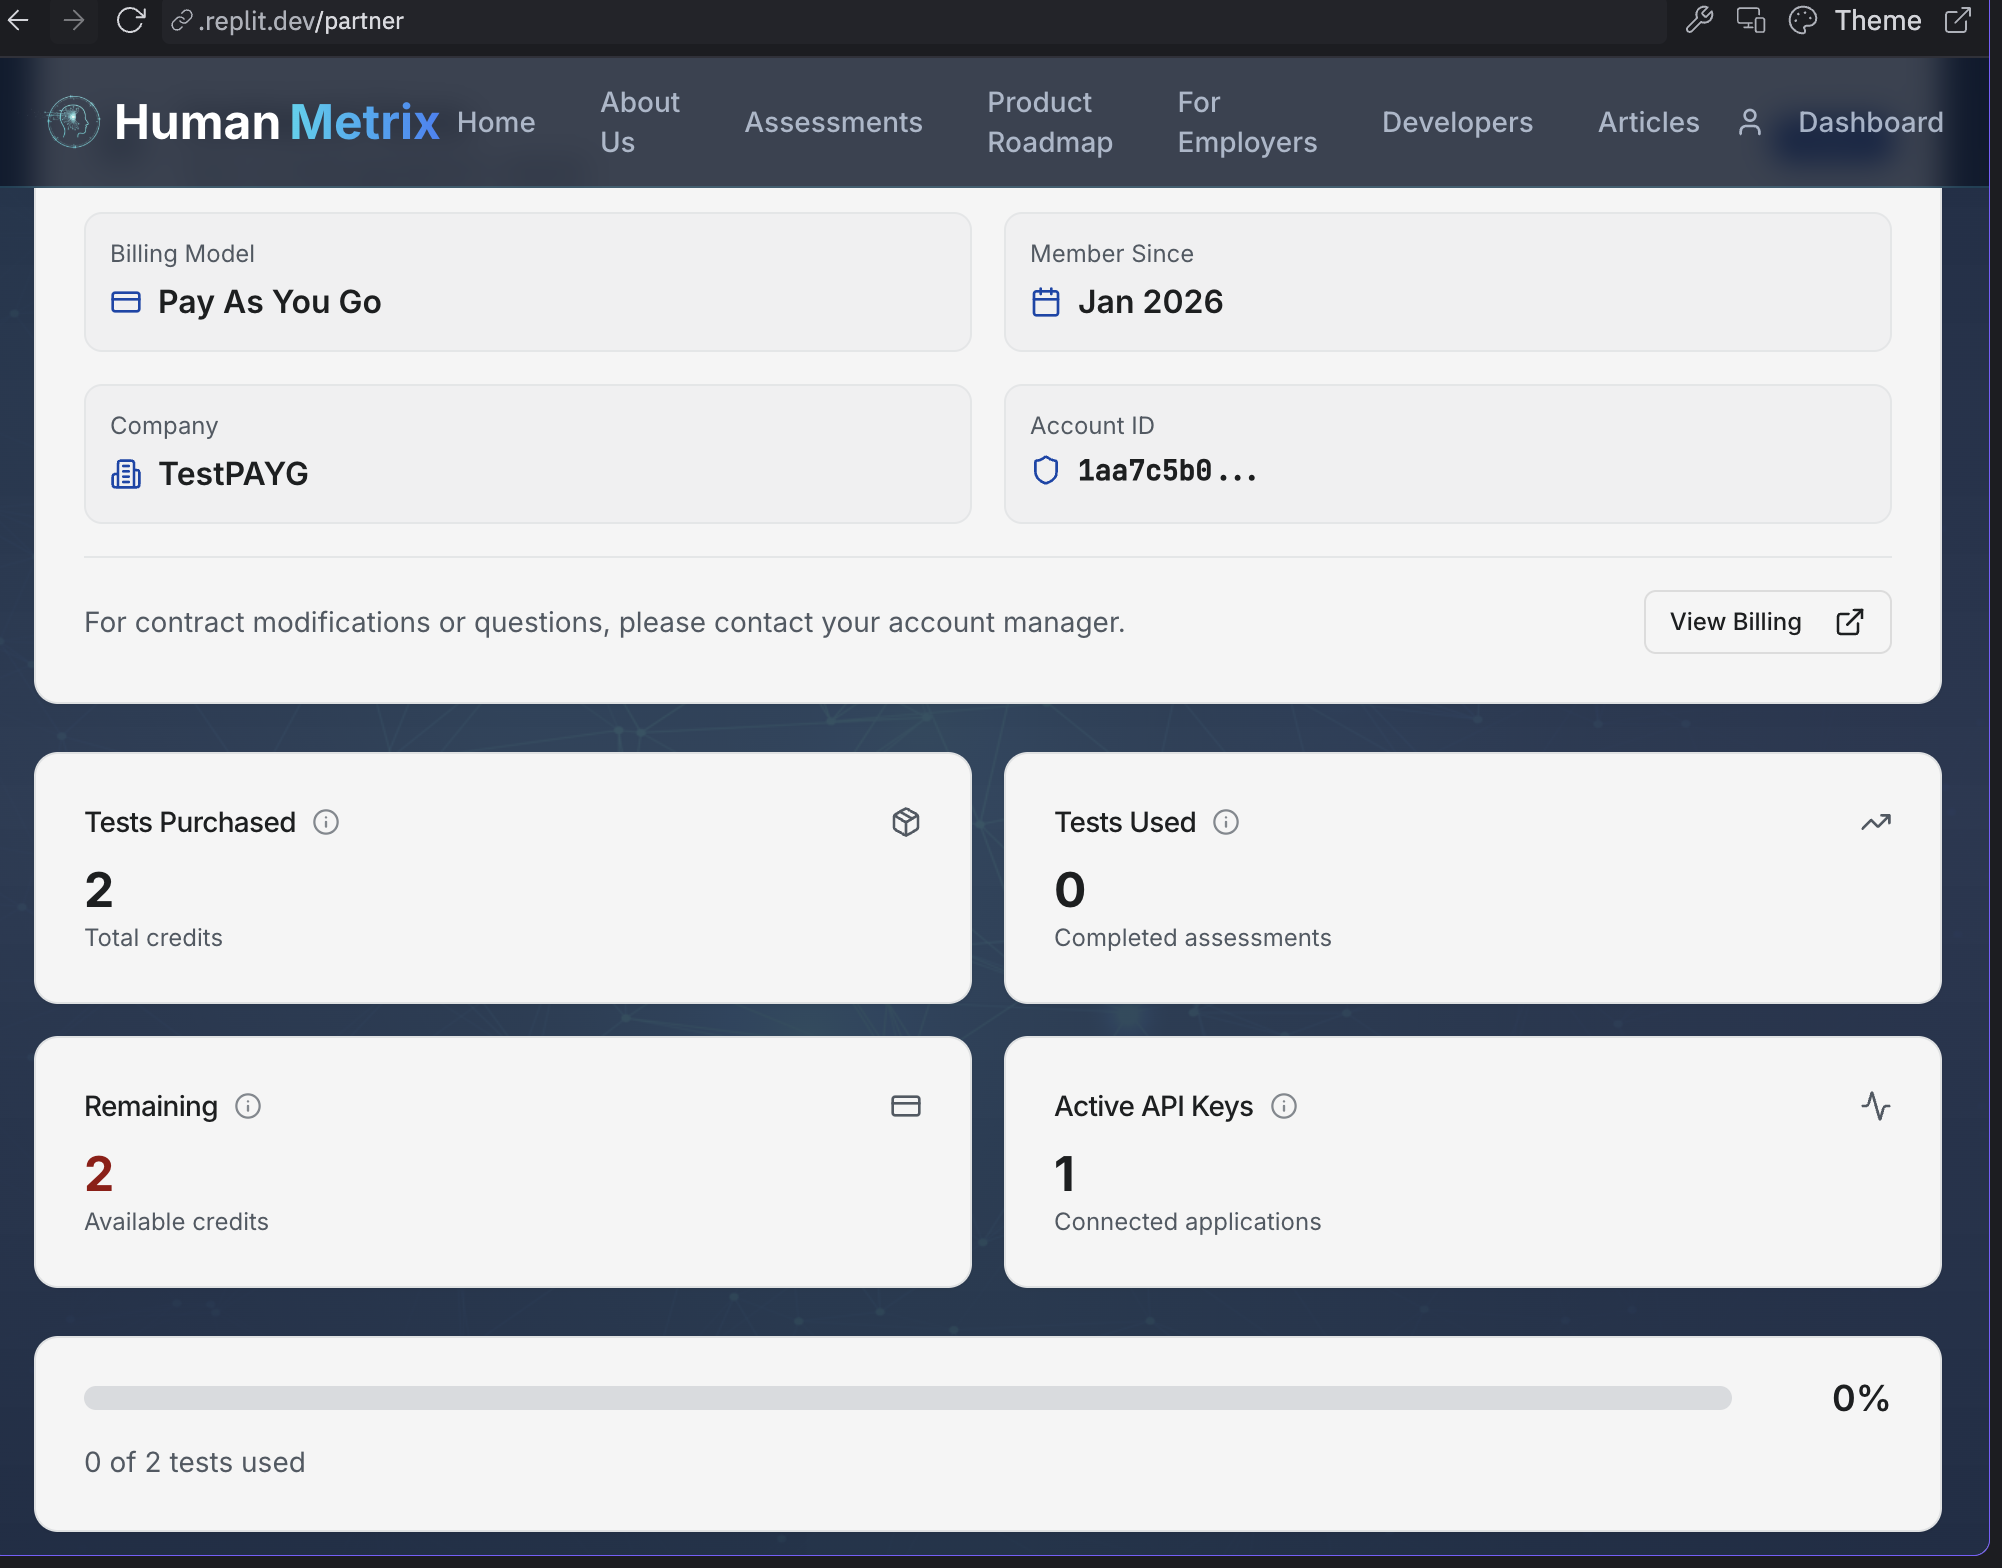 .replit.dev/partner
Theme
Human Metrix
Home
About
Us
Assessments
Product
Roadmap
For
Employers
Developers
Articles
Dashboard
Billing Model
Pay As You Go
Member Since
Jan 2026
Company
TestPAYG
Account ID
1aa7c5b0...
For contract modifications or questions, please contact your account manager.
View Billing
Tests Purchased
2
Total credits
Tests Used
0
Completed assessments
Remaining
2
Available credits
Active API Keys
1
Connected applications
0%
0 of 2 tests used